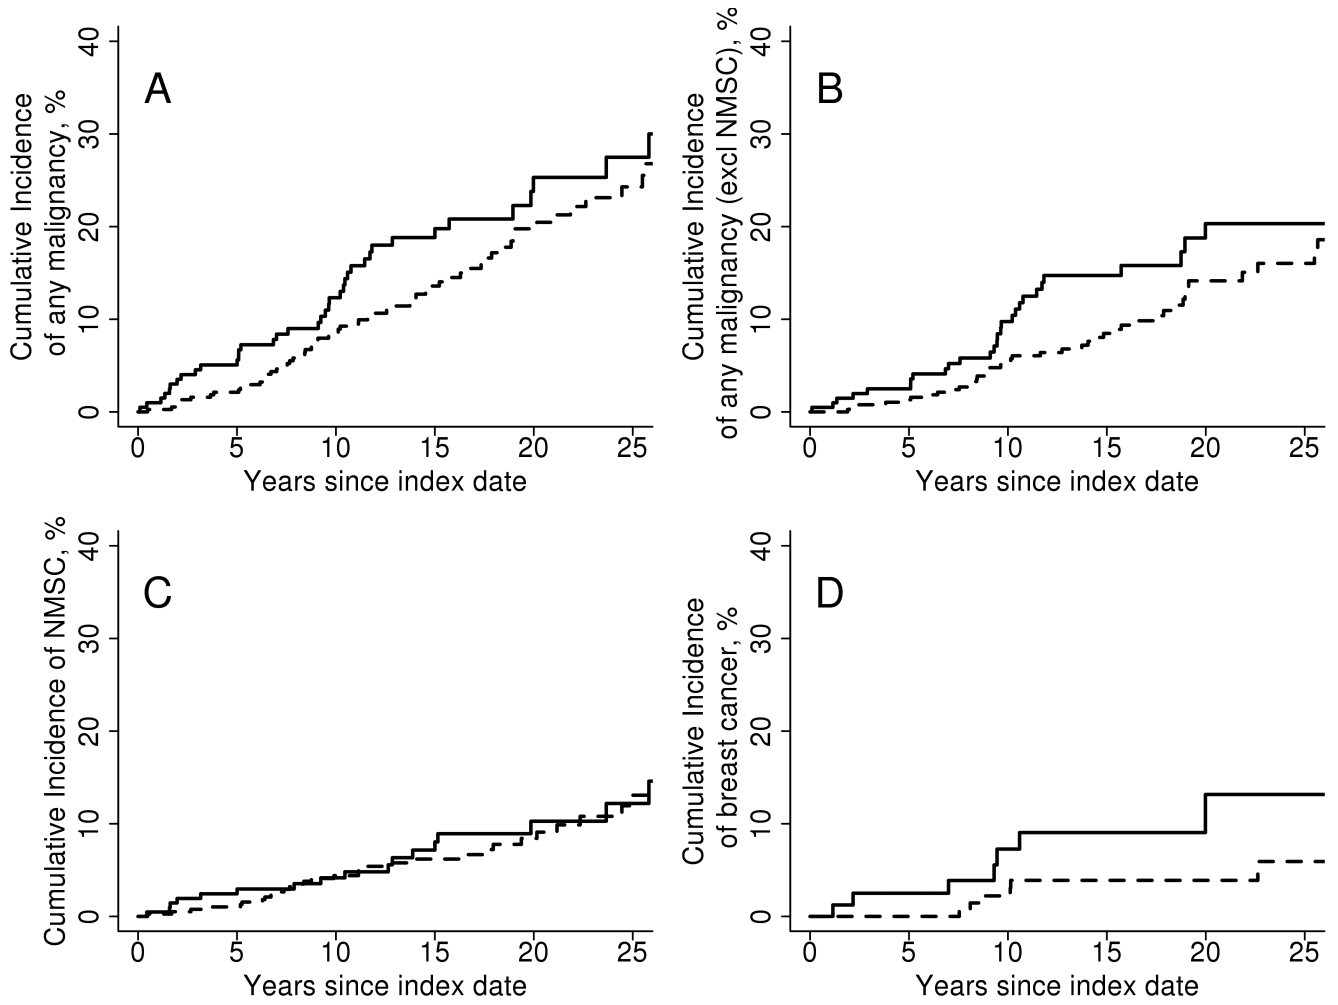 Cumulative Incidence
of any malignancy, %
40
30
20
10
0
A
0 5 10 15 20 25
Years since index date
Cumulative Incidence
of any malignancy (excl NMSC), %
40
30
20
10
0
B
0 5 10 15 20 25
Years since index date
Cumulative Incidence of NMSC, %
40
30
20
10
0
C
0 5 10 15 20 25
Years since index date
Cumulative Incidence
of breast cancer, %
40
30
20
10
0
D
0 5 10 15 20 25
Years since index date